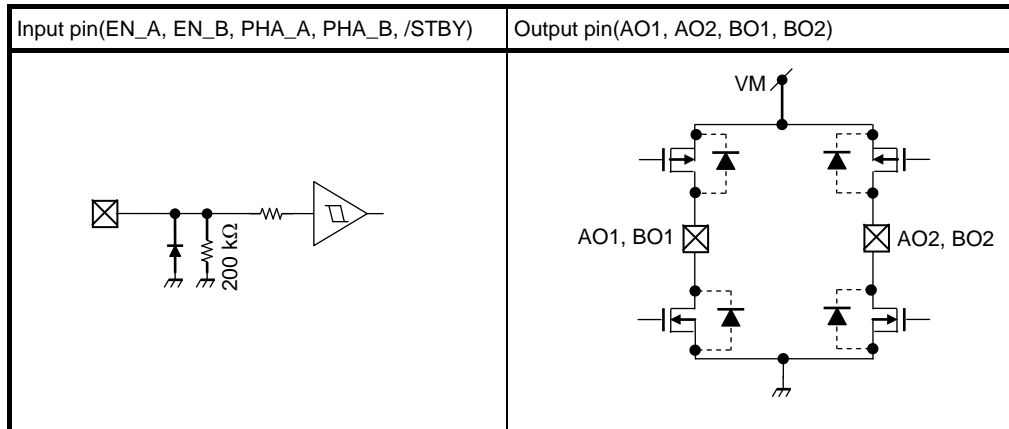 Input pin(EN_A, EN_B, PHA_A, PHA_B, /STBY)
Output pin(AO1, AO2, BO1, BO2)
VM
200 kΩ
AO1, BO1
AO2, BO2